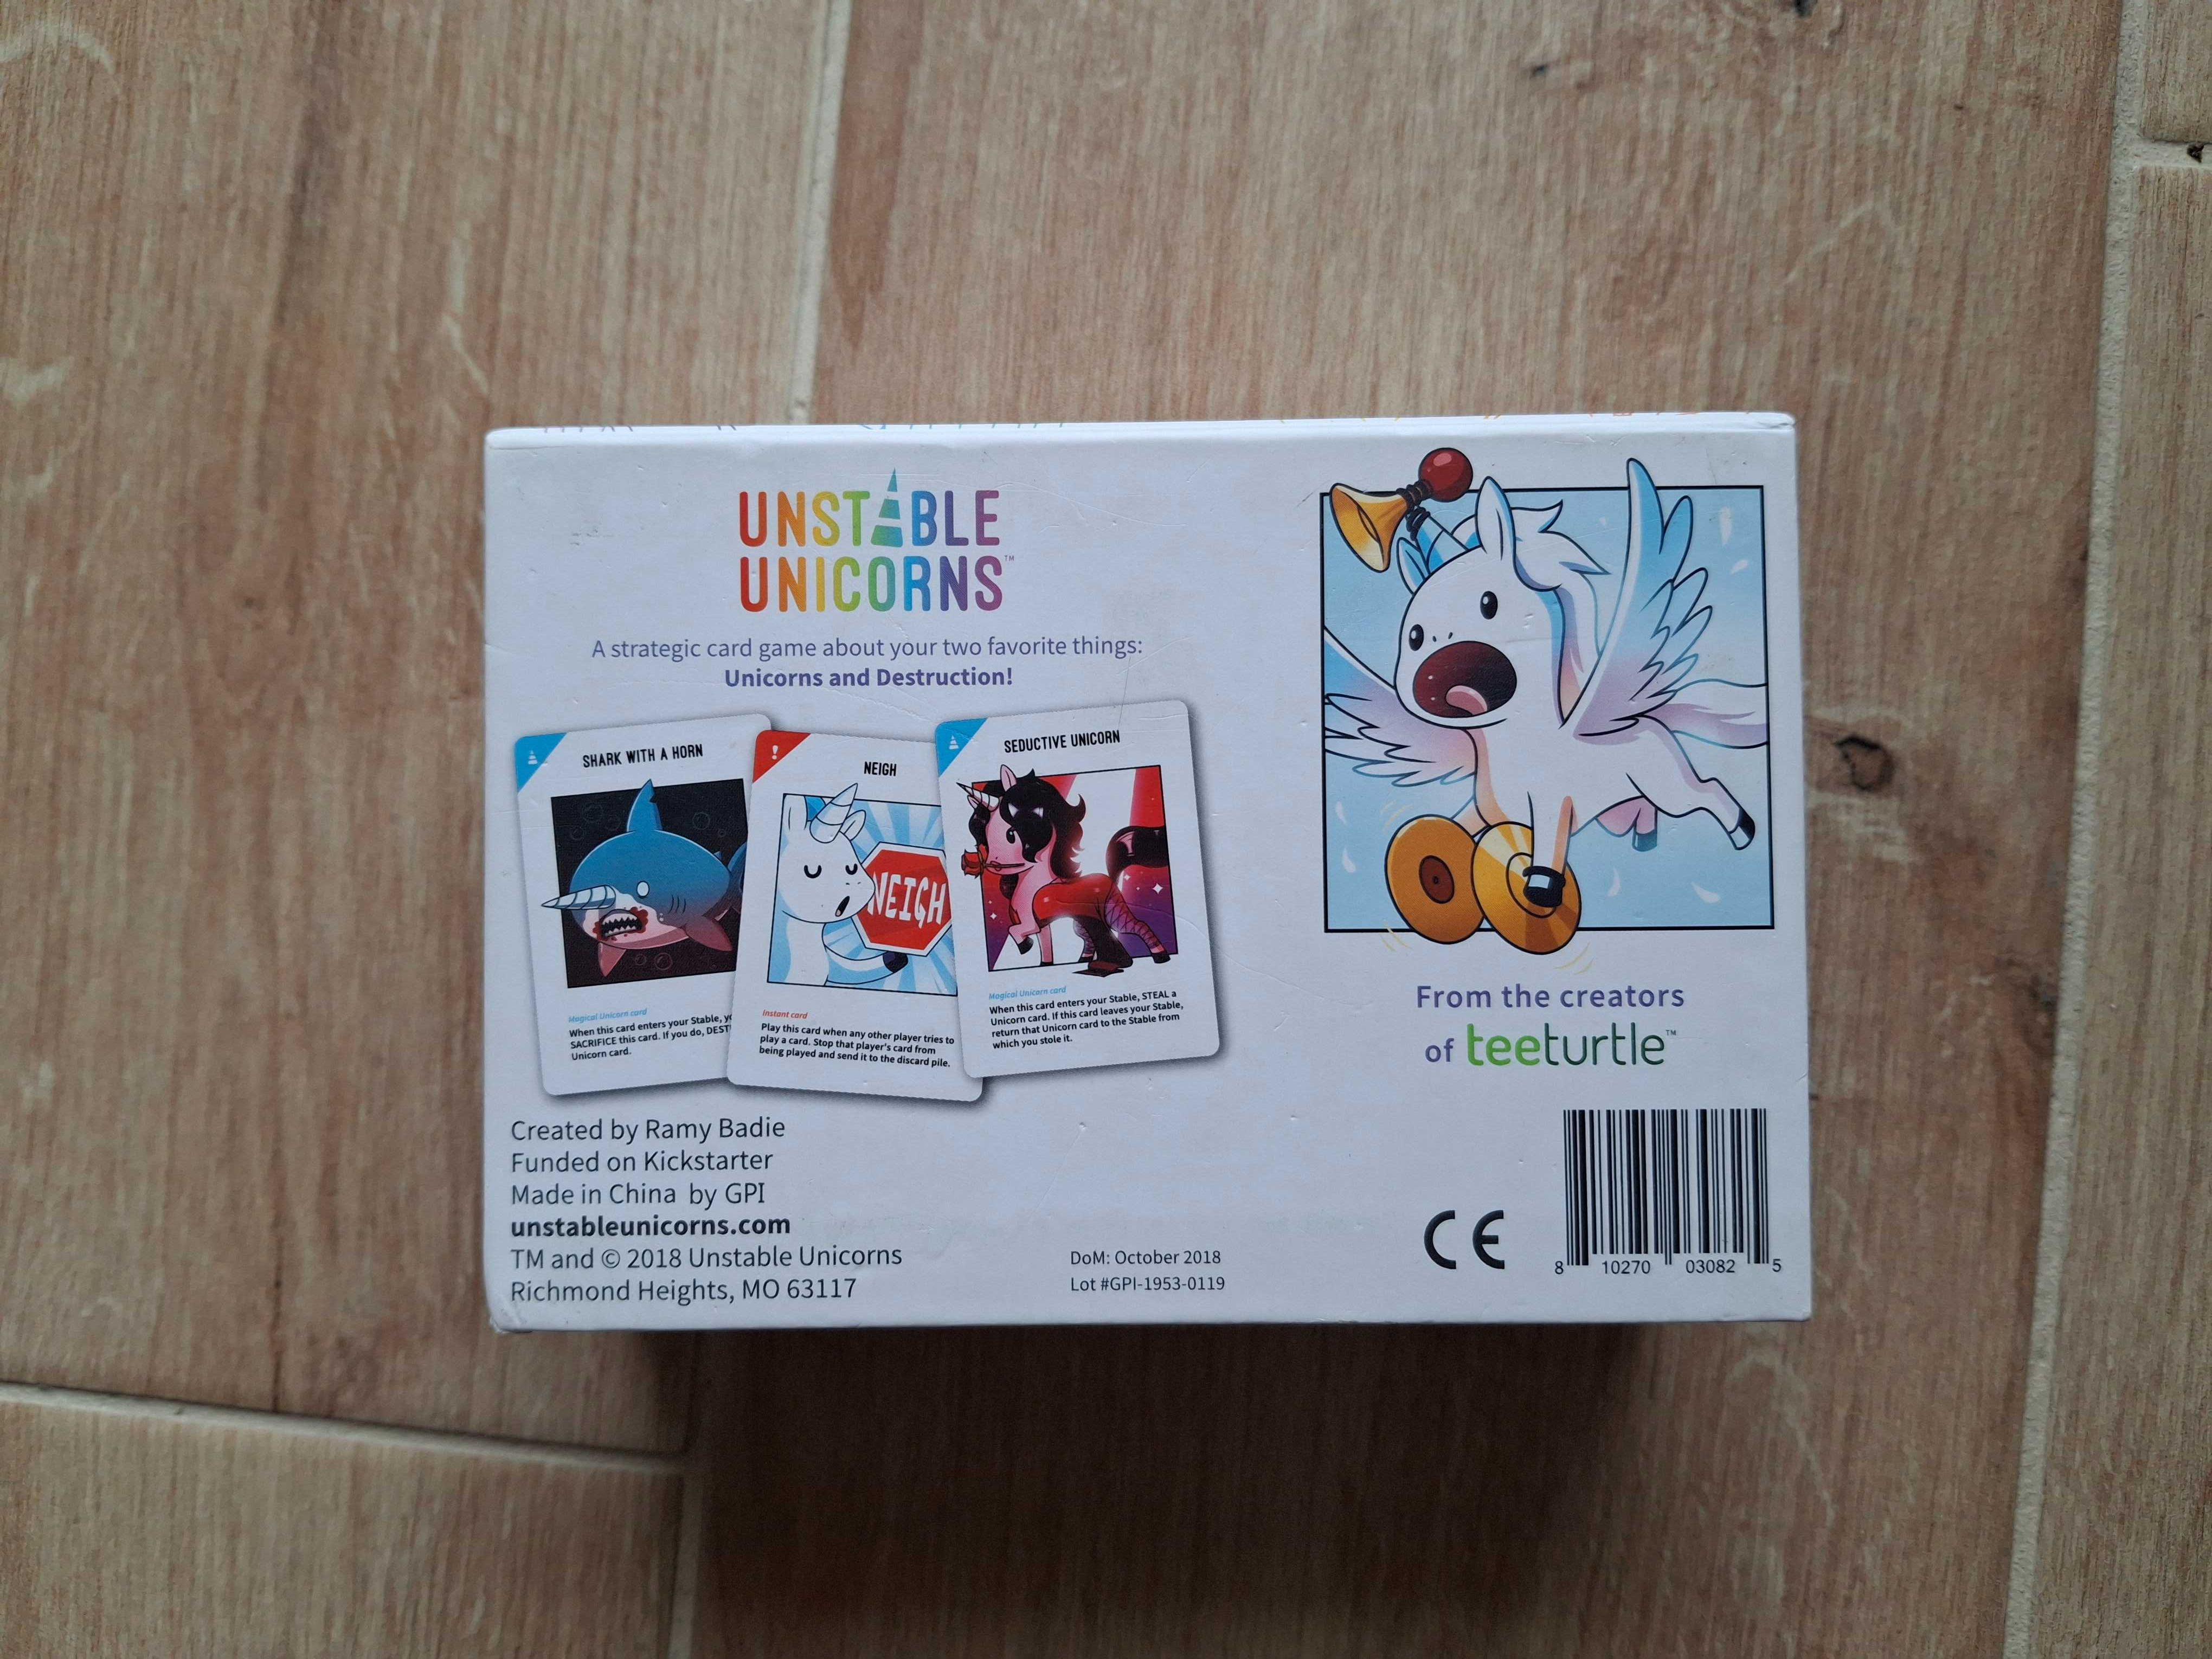 UNSTABLE
UNICORNS™
A strategic card game about your two favorite things:
Unicorns and Destruction!
SHARK WITH A HORN
Magical Unicorn card
When this card enters your Stable,
SACRIFICE this card. If you do,
Unicorn card.
NEIGH
NEIGH
Instant card
Play this card when any other player tries to
play a card. Stop that player's card from
being played and send it to the discard pile.
SEDUCTIVE UNICORN
Magical Unicorn card
When this card enters your Stable, STEAL a
Unicorn card. If this card leaves your Stable,
return that Unicorn card to the Stable from
which you stole it.
From the creators
of teeturtle™
Created by Ramy Badie
Funded on Kickstarter
Made in China by GPI
unstableunicorns.com
TM and © 2018 Unstable Unicorns
Richmond Heights, MO 63117
DoM: October 2018
Lot #GPI-1953-0119
CE
8 10270 03082 5